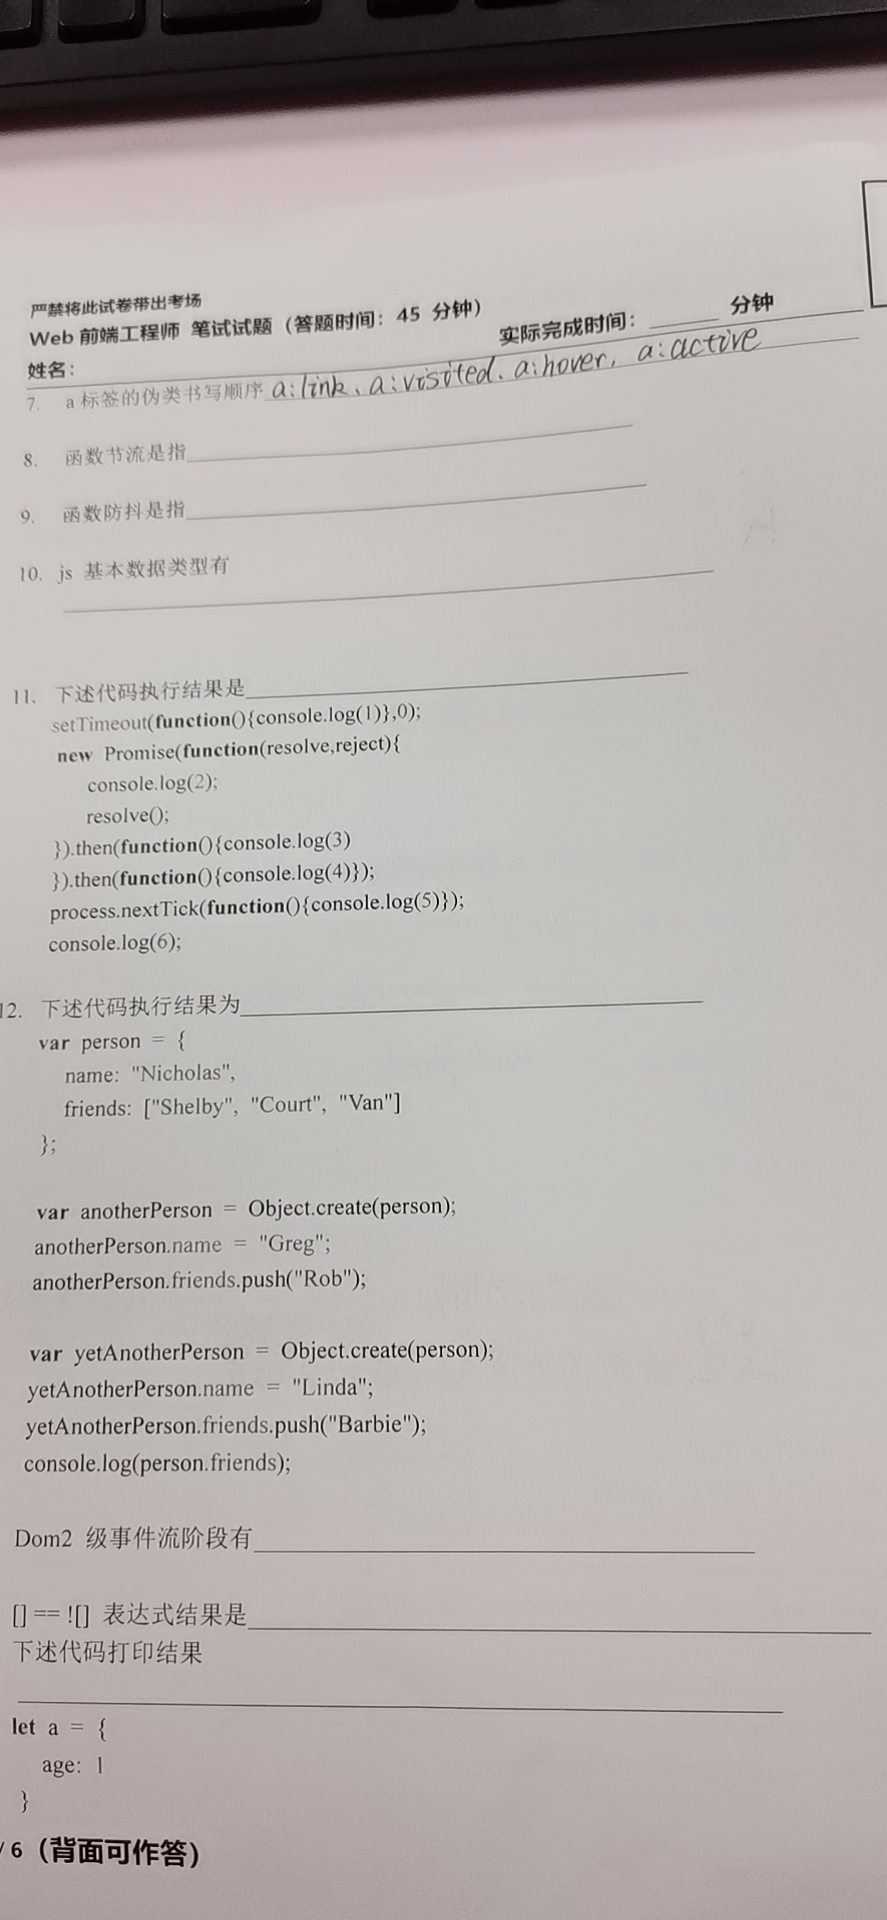 严禁将此试卷带出考场
Web 前端工程师 笔试试题（答题时间：45 分钟）
实际完成时间：______ 分钟
姓名：
7. a 标签的伪类书写顺序 a:link、a:visited、a:hover, a:active
8. 函数节流是指
9. 函数防抖是指
10. js 基本数据类型有
11. 下述代码执行结果是
setTimeout(function(){console.log(1)},0);
new Promise(function(resolve,reject){
console.log(2);
resolve();
}).then(function(){console.log(3)
}).then(function(){console.log(4)});
process.nextTick(function(){console.log(5)});
console.log(6);
12. 下述代码执行结果为
var person = {
name: "Nicholas",
friends: ["Shelby", "Court", "Van"]
};
var anotherPerson = Object.create(person);
anotherPerson.name = "Greg";
anotherPerson.friends.push("Rob");
var yetAnotherPerson = Object.create(person);
yetAnotherPerson.name = "Linda";
yetAnotherPerson.friends.push("Barbie");
console.log(person.friends);
Dom2 级事件流阶段有
[] == ![] 表达式结果是
下述代码打印结果
let a = {
age: 1
}
/ 6（背面可作答）